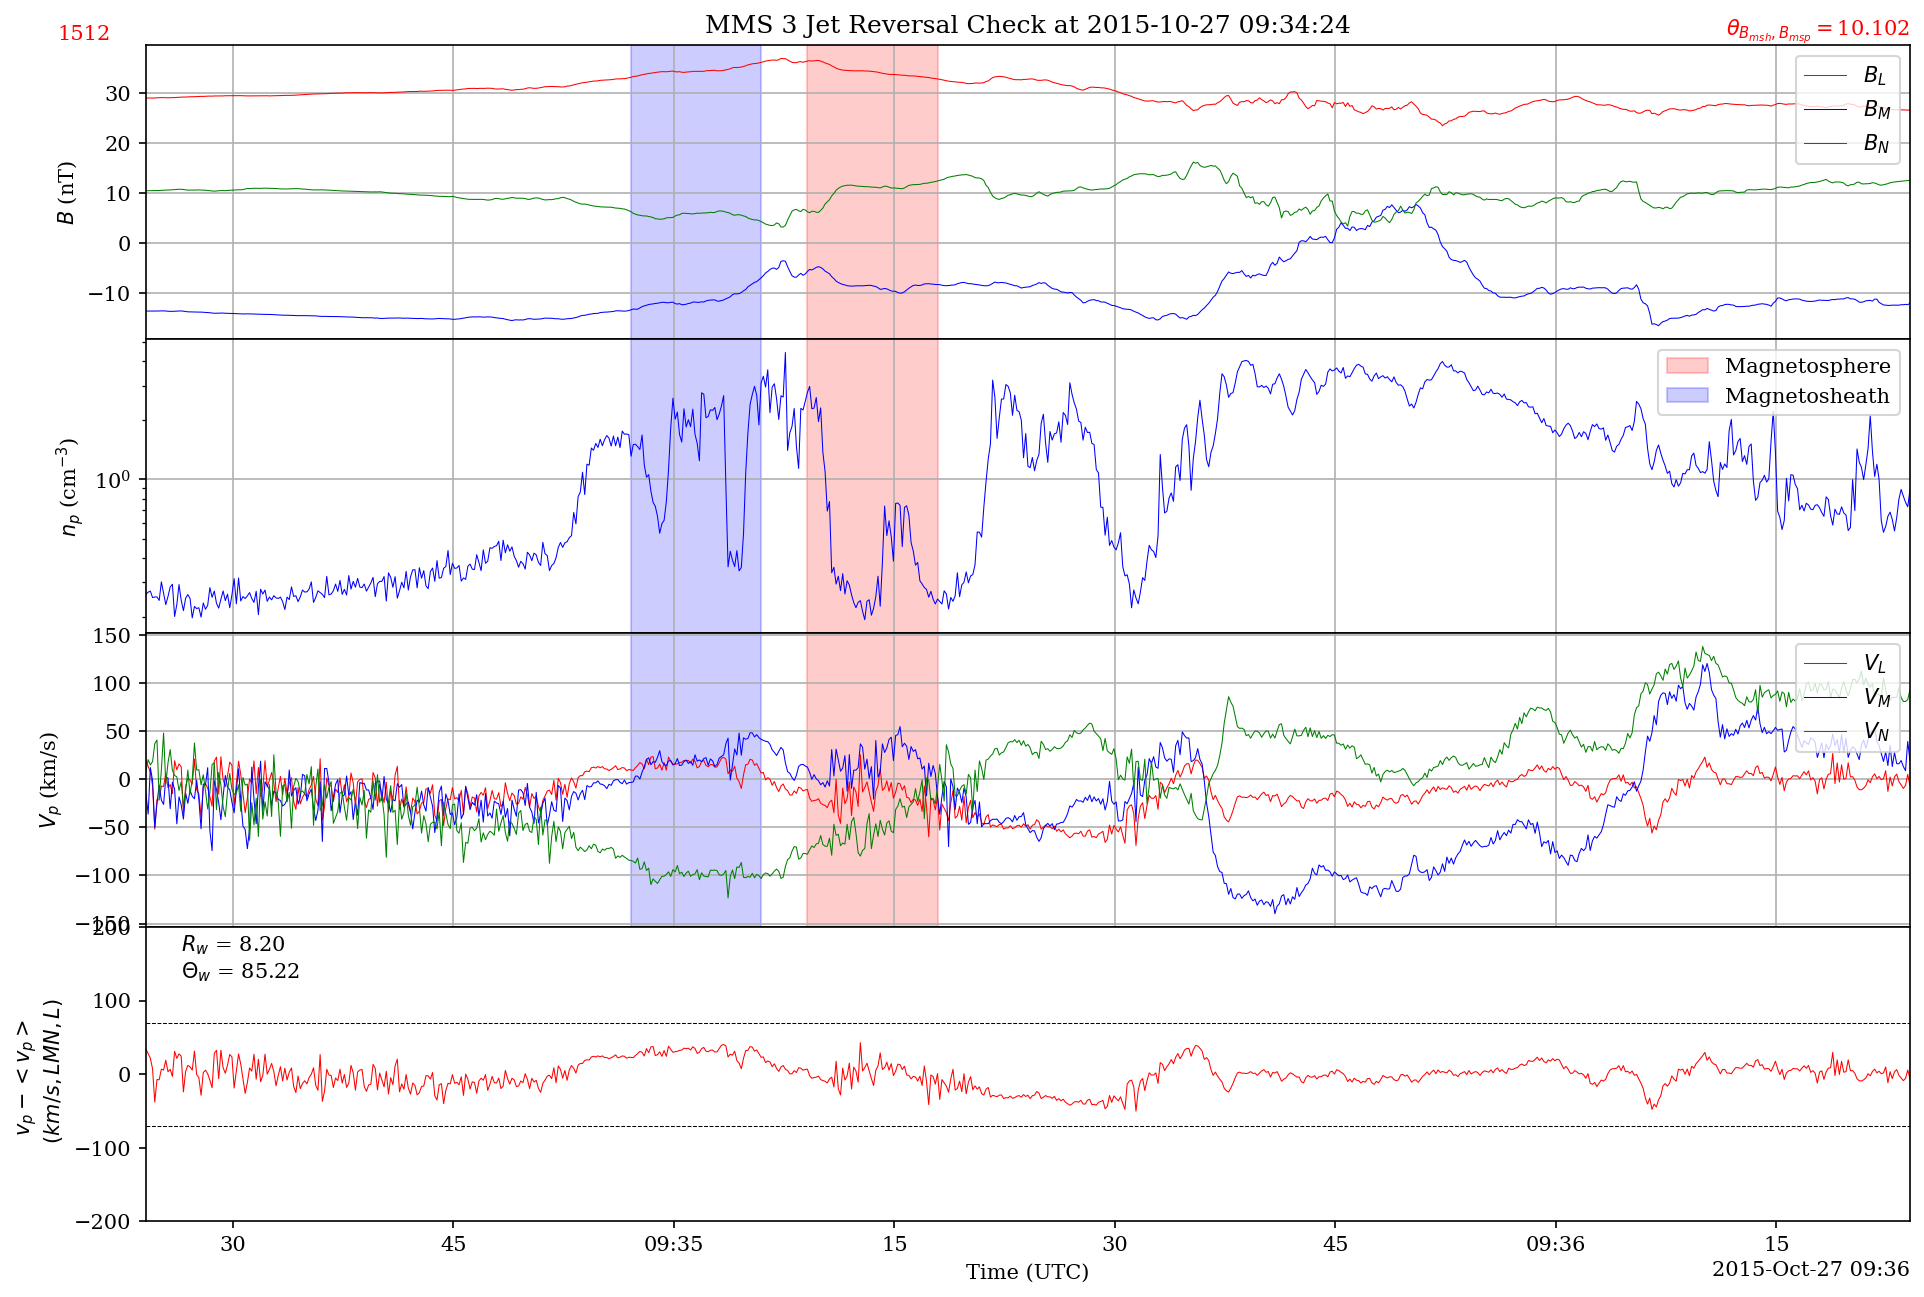 MMS 3 Jet Reversal Check at 2015-10-27 09:34:24
1512
θ_{B_{msh}, B_{msp}} = 10.102
B (nT)
30
20
10
0
−10
B_L
B_M
B_N
n_p (cm^{−3})
10^0
Magnetosphere
Magnetosheath
V_p (km/s)
150
100
50
0
−50
−100
−150
V_L
V_M
V_N
v_p − < v_p >
(km/s, LMN, L)
200
100
0
−100
−200
R_w = 8.20
Θ_w = 85.22
30
45
09:35
15
30
45
09:36
15
Time (UTC)
2015-Oct-27 09:36